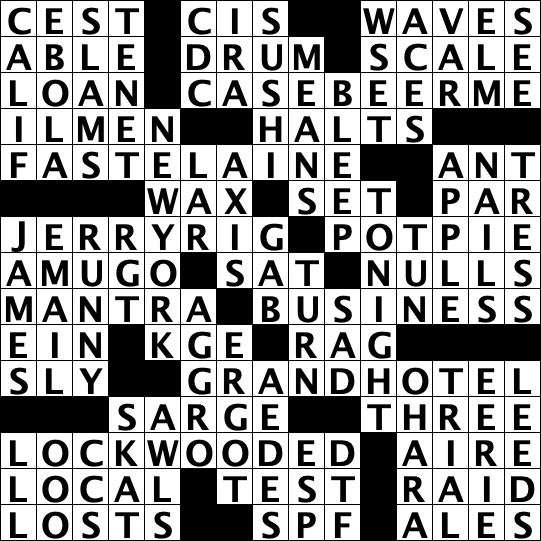 CEST CIS WAVES
ABLE DRUM SCALE
LOAN CASEBEERME
ILMEN HALTS
FASTELAINE ANT
WAX SET PAR
JERRYRIG POTPIE
AMUGO SAT NULLS
MANTRA BUSINESS
EIN KGE RAG
SLY GRANDHOTEL
SARGE THREE
LOCKWOODED AIRE
LOCAL TEST RAID
LOSTS SPF ALES